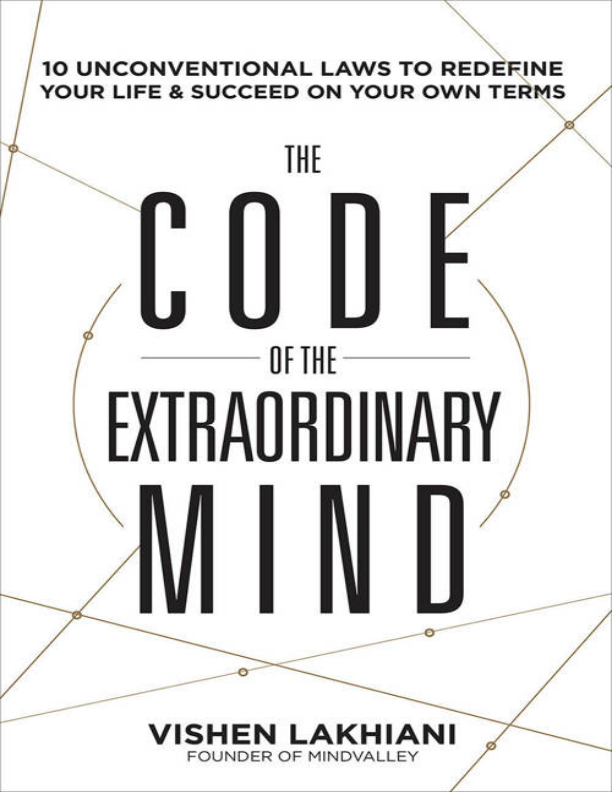 10 UNCONVENTIONAL LAWS TO REDEFINE
YOUR LIFE & SUCCEED ON YOUR OWN TERMS
THE
CODE
OF THE
EXTRAORDINARY
MIND
VISHEN LAKHIANI
FOUNDER OF MINDVALLEY